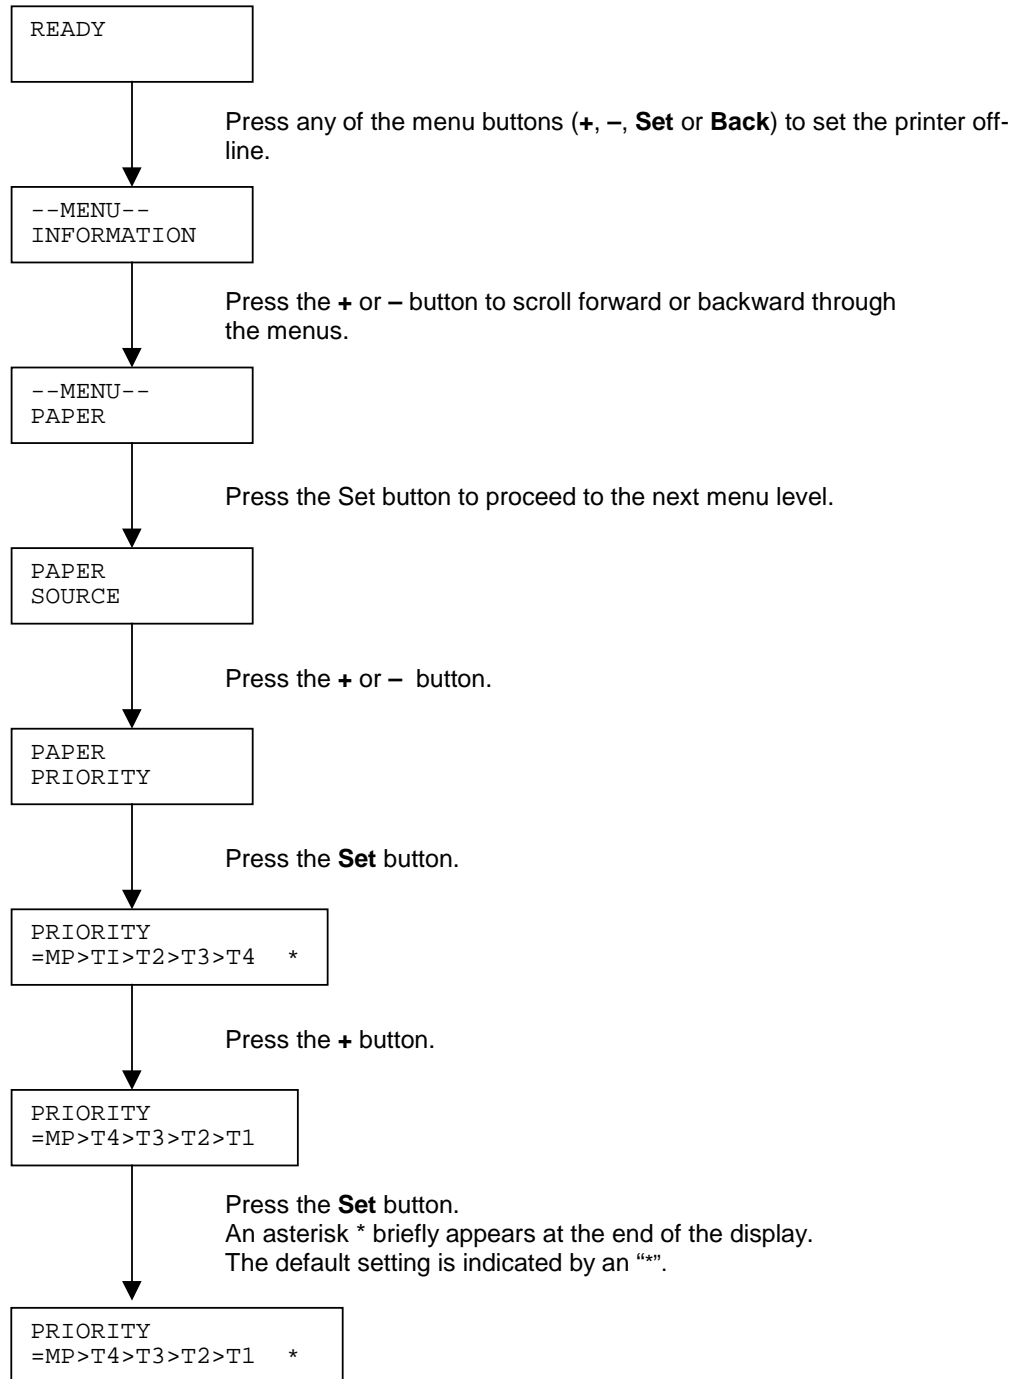 READY
Press any of the menu buttons (+, –, Set or Back) to set the printer off-
line.
--MENU--
INFORMATION
Press the + or – button to scroll forward or backward through
the menus.
--MENU--
PAPER
Press the Set button to proceed to the next menu level.
PAPER
SOURCE
Press the + or – button.
PAPER
PRIORITY
Press the Set button.
PRIORITY
=MP>TI>T2>T3>T4 *
Press the + button.
PRIORITY
=MP>T4>T3>T2>T1
Press the Set button.
An asterisk * briefly appears at the end of the display.
The default setting is indicated by an “*”.
PRIORITY
=MP>T4>T3>T2>T1 *